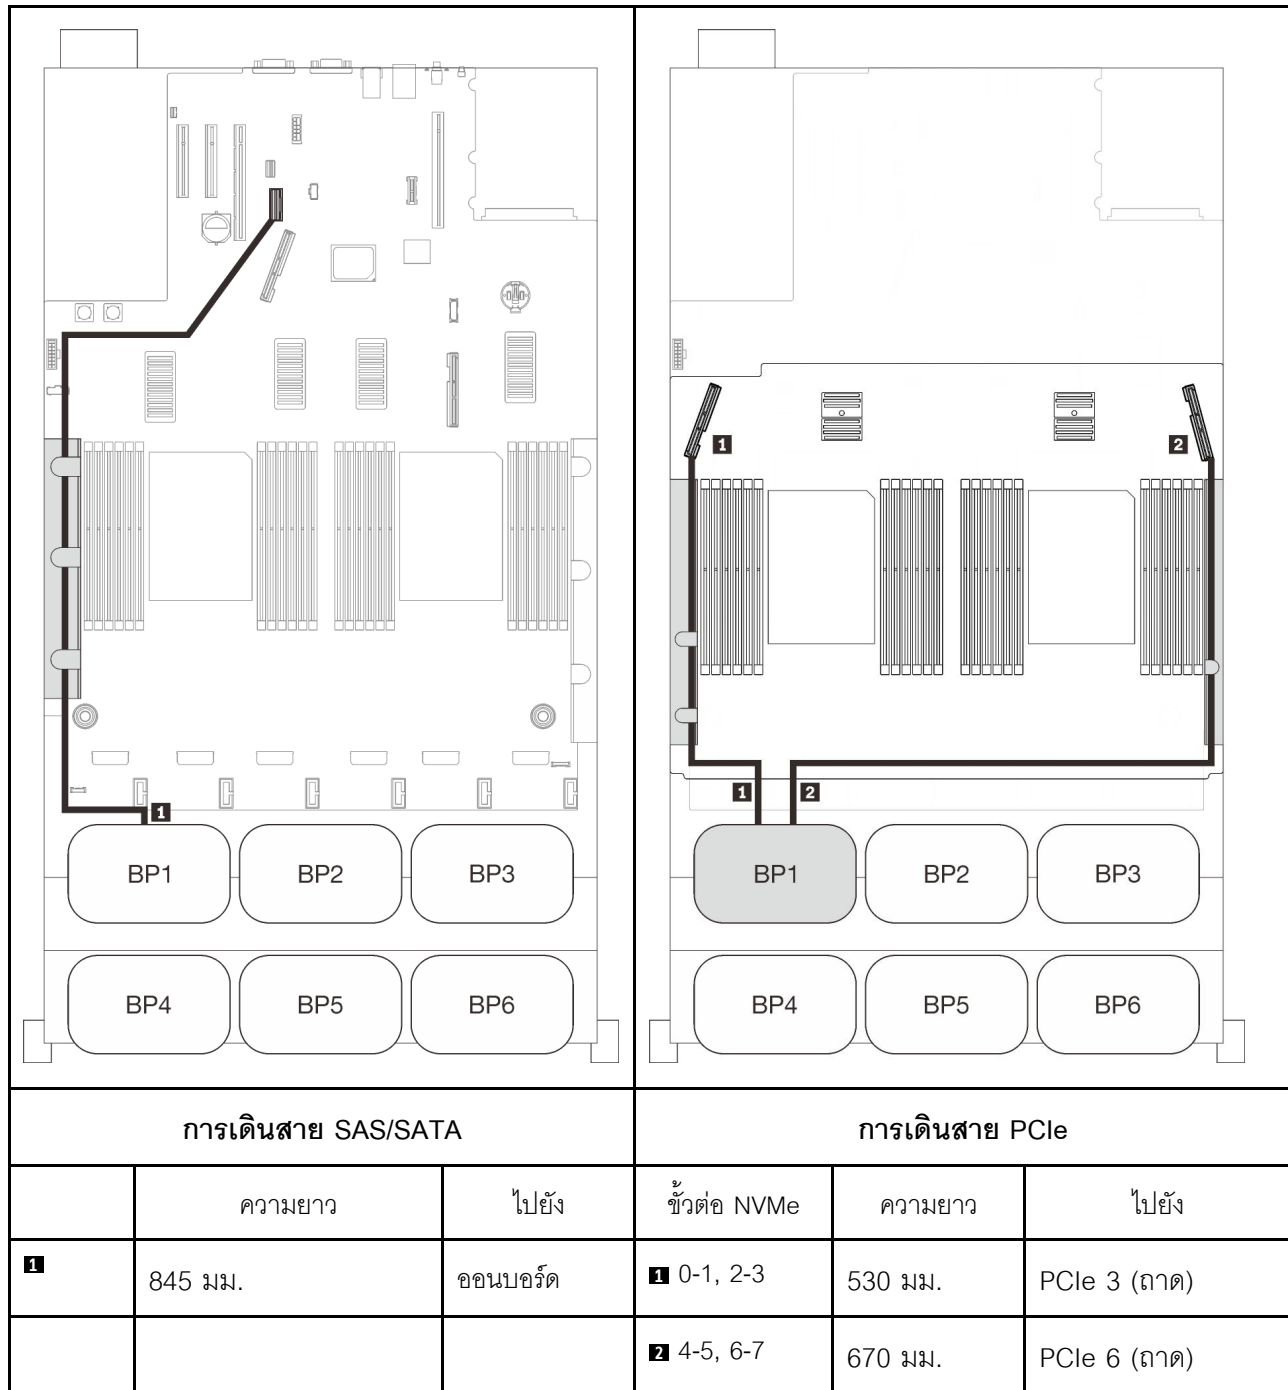 1
BP1 BP2 BP3
BP4 BP5 BP6
1 2
1 2
BP1 BP2 BP3
BP4 BP5 BP6
การเดินสาย SAS/SATA การเดินสาย PCIe
ความยาว ไปยัง ขั้วต่อ NVMe ความยาว ไปยัง
1 845 มม. ออนบอร์ด 1 0-1, 2-3 530 มม. PCIe 3 (ถาด)
2 4-5, 6-7 670 มม. PCIe 6 (ถาด)